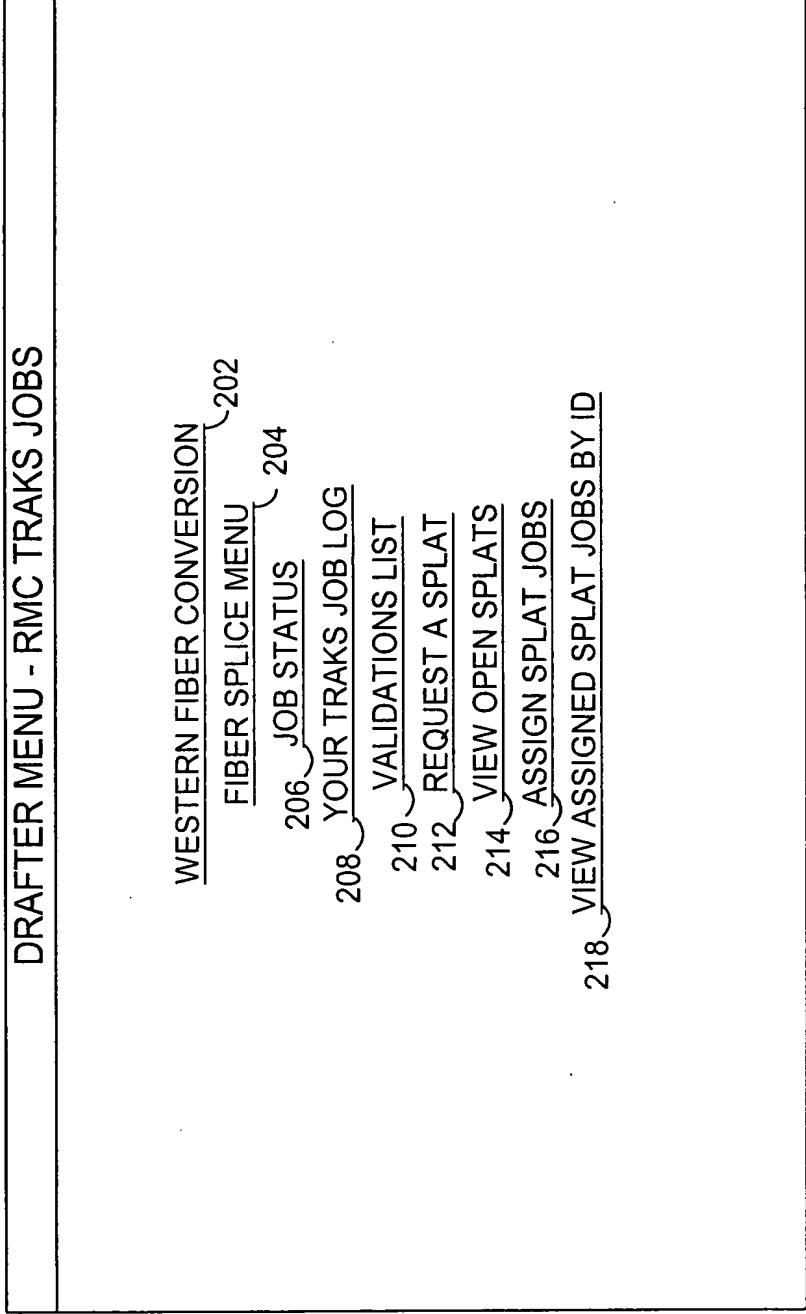 DRAFTER MENU - RMC TRAKS JOBS
WESTERN FIBER CONVERSION 202
FIBER SPLICE MENU 204
206 JOB STATUS
208 YOUR TRAKS JOB LOG
210 VALIDATIONS LIST
212 REQUEST A SPLAT
214 VIEW OPEN SPLATS
216 ASSIGN SPLAT JOBS
218 VIEW ASSIGNED SPLAT JOBS BY ID